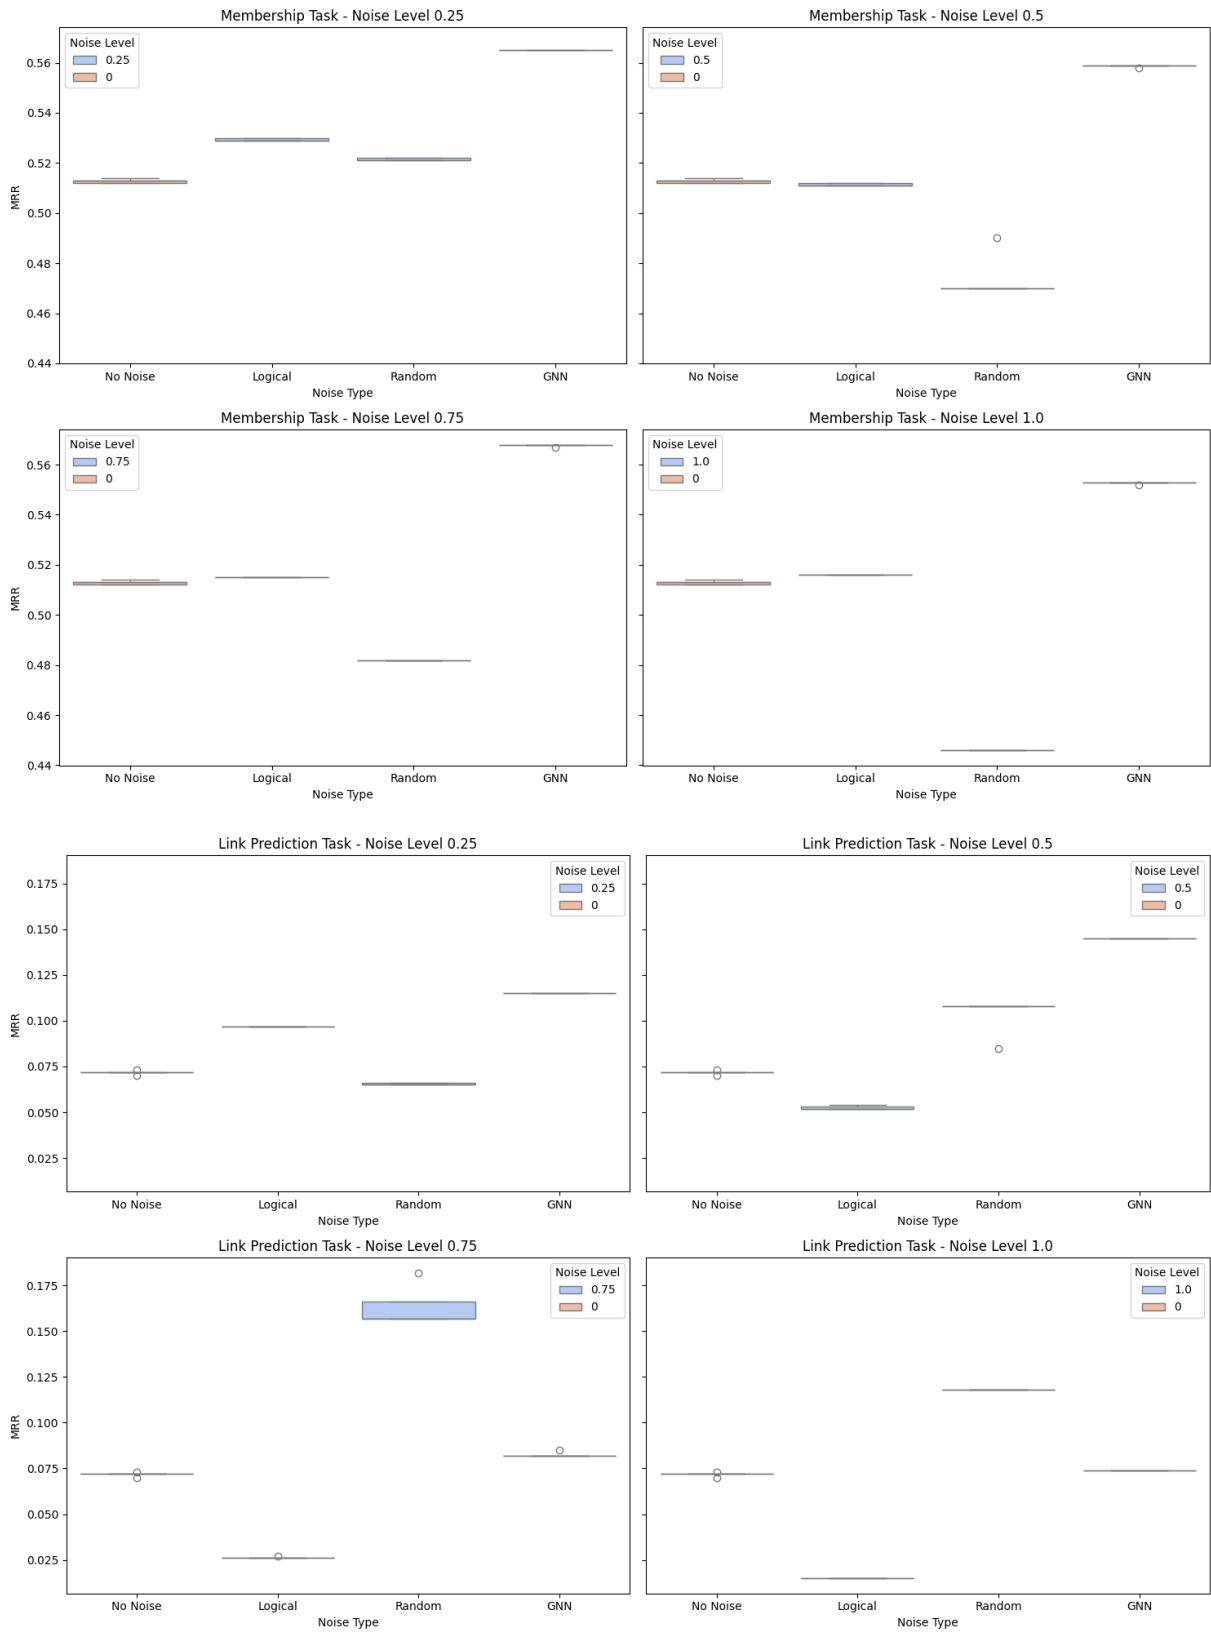 Membership Task - Noise Level 0.25
Noise Level
0.25
0
0.56
0.54
0.52
0.50
0.48
0.46
0.44
MRR
No Noise Logical Random GNN
Noise Type
Membership Task - Noise Level 0.5
Noise Level
0.5
0
No Noise Logical Random GNN
Noise Type
Membership Task - Noise Level 0.75
Noise Level
0.75
0
0.56
0.54
0.52
0.50
0.48
0.46
0.44
MRR
No Noise Logical Random GNN
Noise Type
Membership Task - Noise Level 1.0
Noise Level
1.0
0
No Noise Logical Random GNN
Noise Type
Link Prediction Task - Noise Level 0.25
Noise Level
0.25
0
0.175
0.150
0.125
0.100
0.075
0.050
0.025
MRR
No Noise Logical Random GNN
Noise Type
Link Prediction Task - Noise Level 0.5
Noise Level
0.5
0
No Noise Logical Random GNN
Noise Type
Link Prediction Task - Noise Level 0.75
Noise Level
0.75
0
0.175
0.150
0.125
0.100
0.075
0.050
0.025
MRR
No Noise Logical Random GNN
Noise Type
Link Prediction Task - Noise Level 1.0
Noise Level
1.0
0
No Noise Logical Random GNN
Noise Type